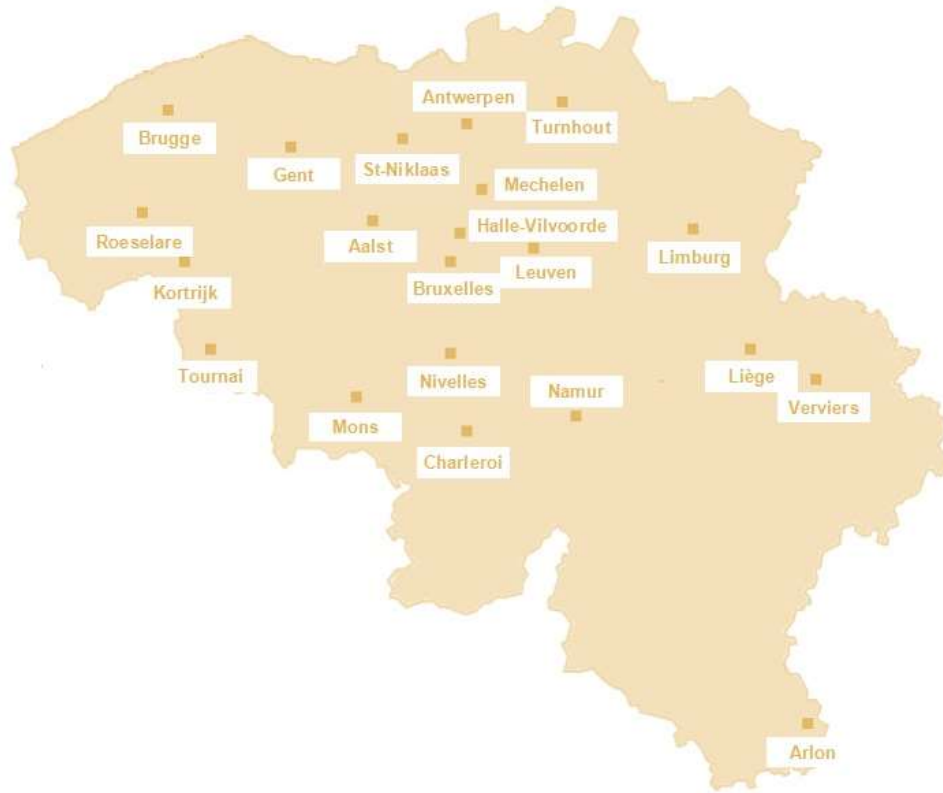 Antwerpen
Turnhout
Brugge
St-Niklaas
Gent
Mechelen
Halle-Vilvoorde
Roeselare
Aalst
Limburg
Leuven
Bruxelles
Kortrijk
Tournai
Nivelles
Liège
Namur
Verviers
Mons
Charleroi
Arlon